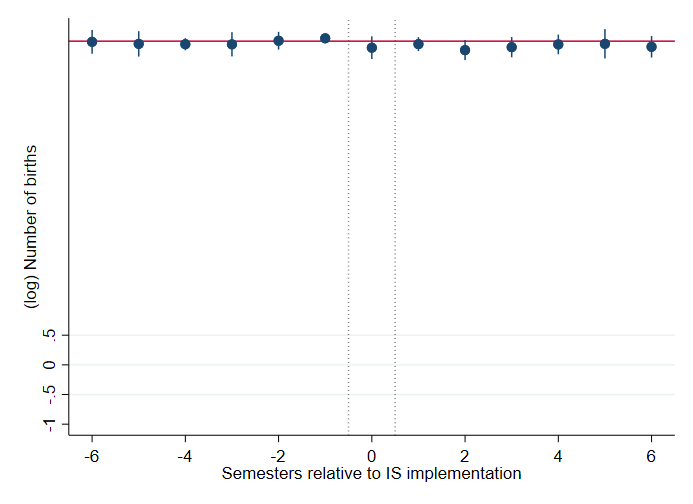 (log) Number of births
.5
0
-.5
-1
-6 -4 -2 0 2 4 6
Semesters relative to IS implementation